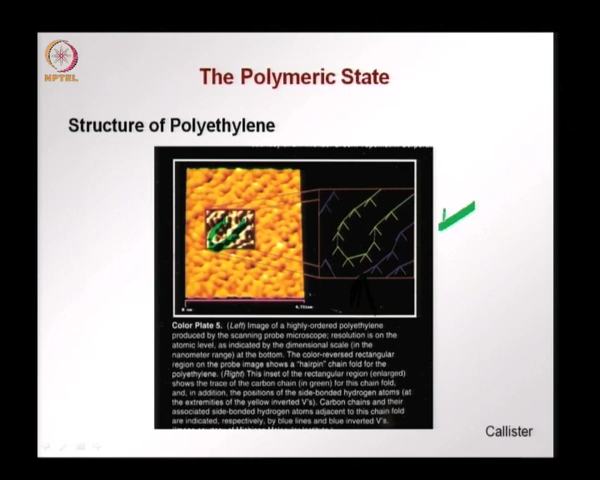 NPTEL
The Polymeric State
Structure of Polyethylene
0 nm
Color Plate 5. (Left) Image of a highly-ordered polyethylene
produced by the scanning probe microscope; resolution is on the
atomic level, as indicated by the dimensional scale (in the
nanometer range) at the bottom. The color-reversed rectangular
region on the probe image shows a "hairpin" chain fold for the
polyethylene. (Right) This inset of the rectangular region (enlarged)
shows the trace of the carbon chain (in green) for this chain fold,
and, in addition, the positions of the side-bonded hydrogen atoms (at
the extremities of the yellow inverted V's). Carbon chains and their
associated side-bonded hydrogen atoms adjacent to this chain fold
are indicated, respectively, by blue lines and blue inverted V's.
Callister